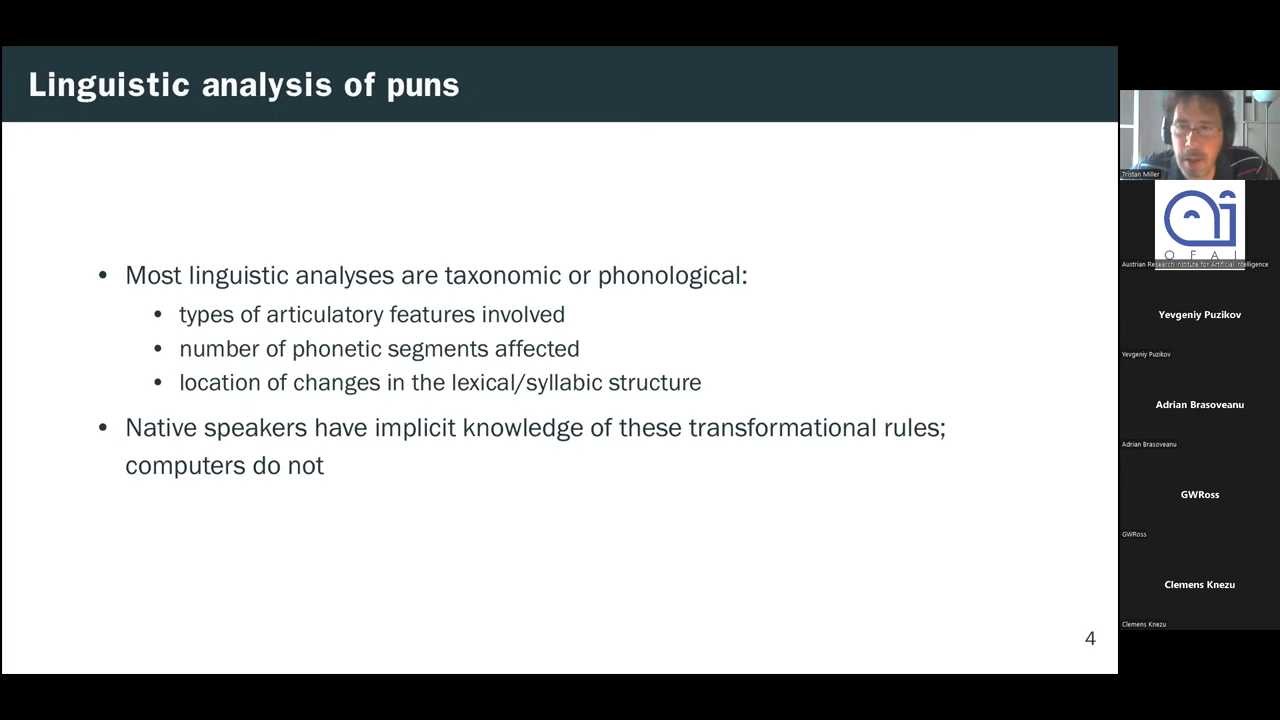 Linguistic analysis of puns
• Most linguistic analyses are taxonomic or phonological:
• types of articulatory features involved
• number of phonetic segments affected
• location of changes in the lexical/syllabic structure
• Native speakers have implicit knowledge of these transformational rules;
computers do not
4
Tristan Miller
OFAI
Austrian Research Institute for Artificial Intelligence
Yevgeniy Puzikov
Yevgeniy Puzikov
Adrian Brasoveanu
Adrian Brasoveanu
GWRoss
GWRoss
Clemens Knezu
Clemens Knezu